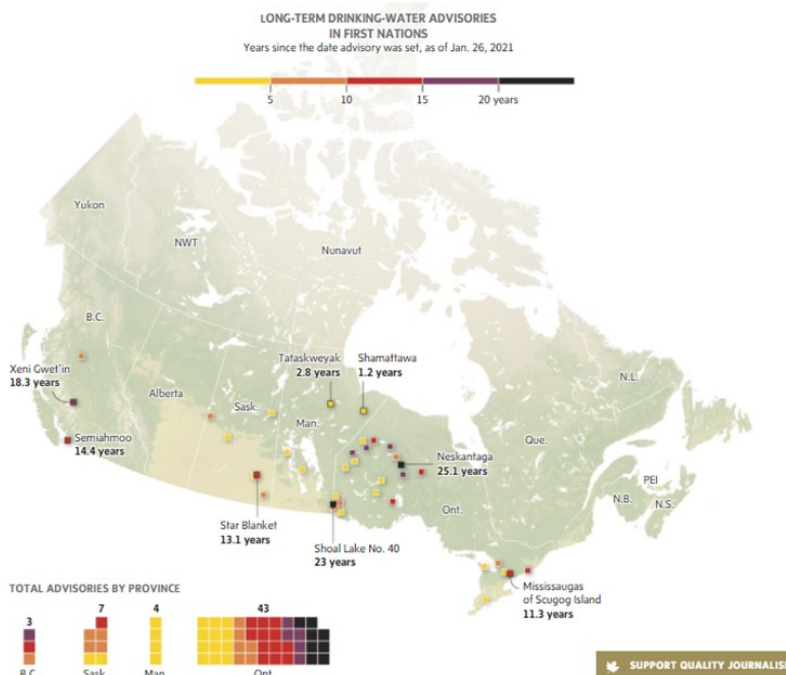 LONG-TERM DRINKING-WATER ADVISORIES
IN FIRST NATIONS
Years since the date advisory was set, as of Jan. 26, 2021
5 10 15 20 years
Yukon
NWT
Nunavut
B.C.
Xeni Gwet'in
18.3 years
Tataskweyak
2.8 years
Shamattawa
1.2 years
Alberta
Sask.
Man.
N.L.
Semiahmoo
14.4 years
Neskantaga
25.1 years
Que.
PEI
N.B.
N.S.
Ont.
Star Blanket
13.1 years
Shoal Lake No. 40
23 years
Mississaugas
of Scugog Island
11.3 years
TOTAL ADVISORIES BY PROVINCE
3 7 4 43
B.C. Sask. Man. Ont.
SUPPORT QUALITY JOURNALIS